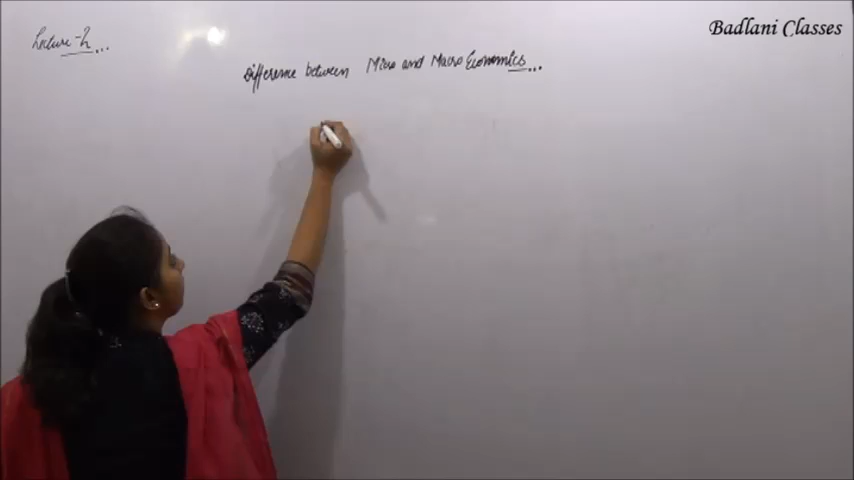 Lecture-2...
Badlani Classes
Difference between Micro and Macro Economics...